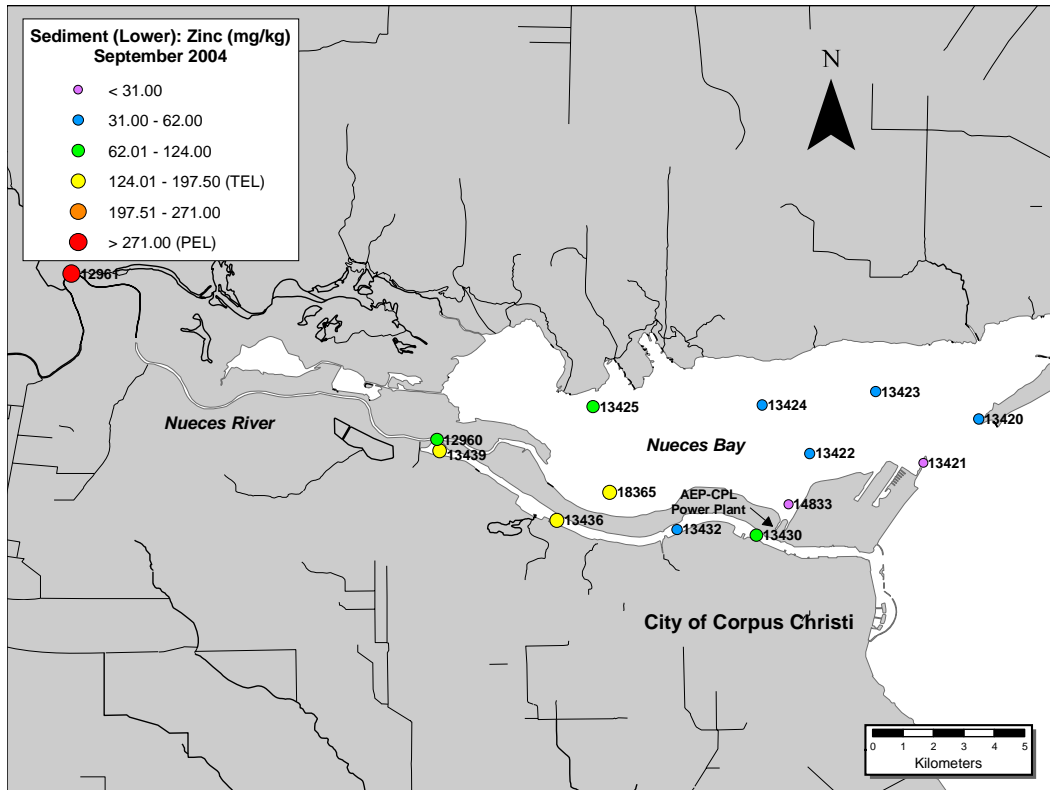 Sediment (Lower): Zinc (mg/kg)
September 2004
< 31.00
31.00 - 62.00
62.01 - 124.00
124.01 - 197.50 (TEL)
197.51 - 271.00
> 271.00 (PEL)
N
12961
13423
13425
13424
13420
Nueces River
12960
Nueces Bay
13439
13422
13421
18365
AEP-CPL
Power Plant
14833
13436
13432
13430
City of Corpus Christi
0 1 2 3 4 5
Kilometers